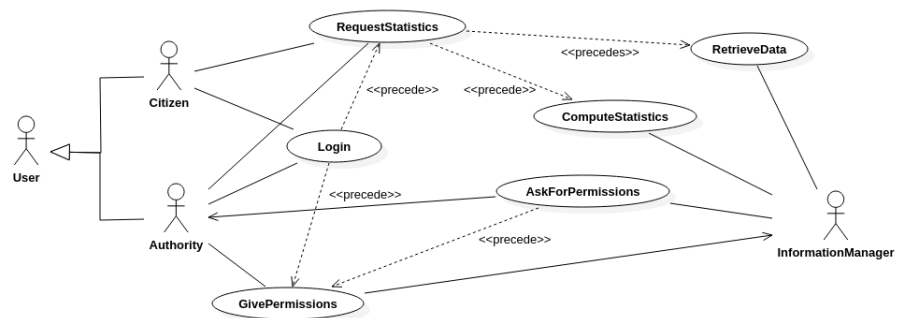 RequestStatistics
RetrieveData
<<precedes>>
Citizen
<<precede>>
<<precede>>
ComputeStatistics
Login
User
AskForPermissions
<<precede>>
Authority
<<precede>>
InformationManager
GivePermissions